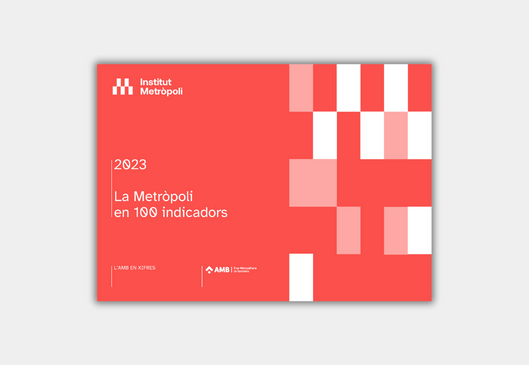 Institut
Metròpoli
2023
La Metròpoli
en 100 indicadors
L'AMB EN XIFRES
AMB